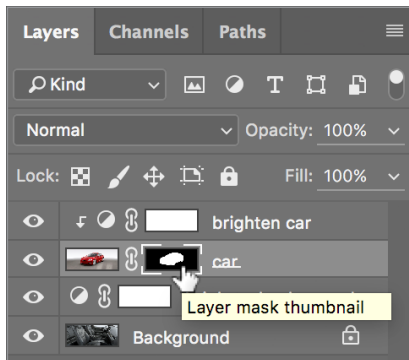 Layers Channels Paths
Kind
Normal Opacity: 100%
Lock: Fill: 100%
brighten car
car
Layer mask thumbnail
Background